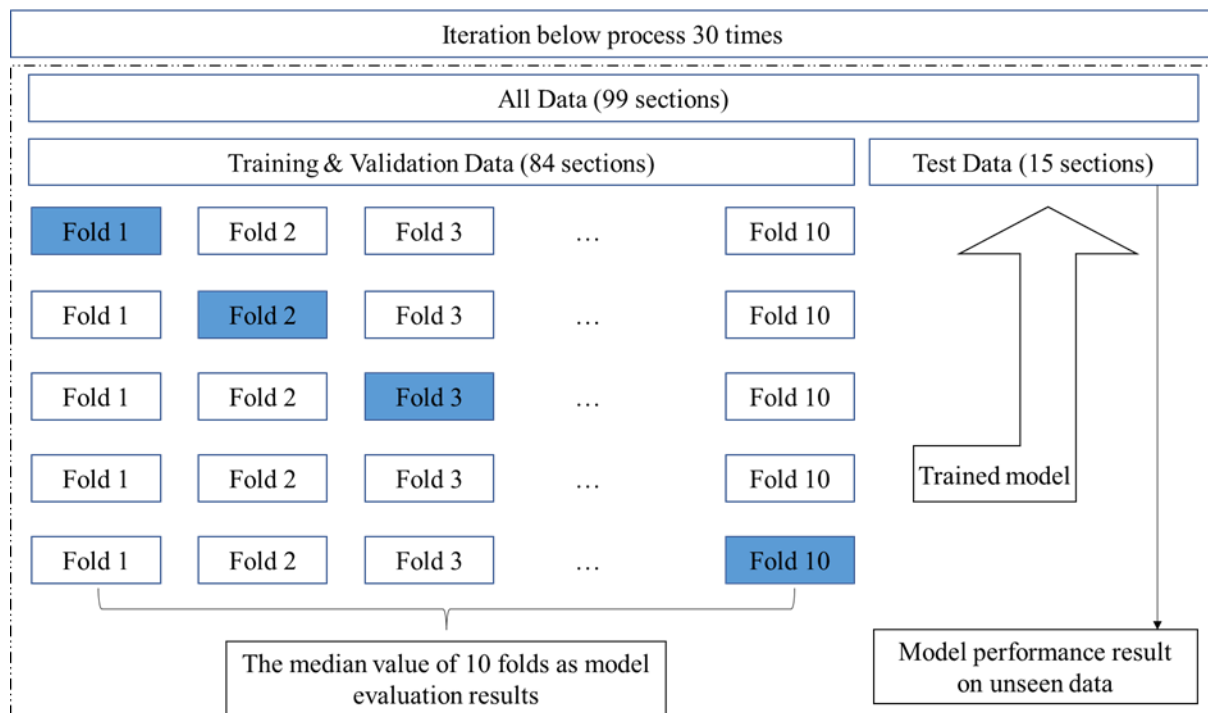 Iteration below process 30 times
All Data (99 sections)
Training & Validation Data (84 sections)
Test Data (15 sections)
Fold 1 Fold 2 Fold 3 … Fold 10
Fold 1 Fold 2 Fold 3 … Fold 10
Fold 1 Fold 2 Fold 3 … Fold 10
Fold 1 Fold 2 Fold 3 … Fold 10
Fold 1 Fold 2 Fold 3 … Fold 10
Trained model
The median value of 10 folds as model
evaluation results
Model performance result
on unseen data